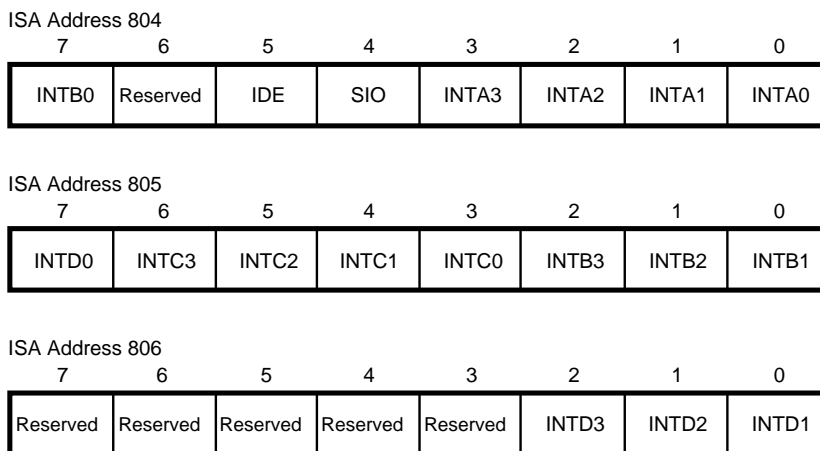 ISA Address 804
7 6 5 4 3 2 1 0
INTB0 Reserved IDE SIO INTA3 INTA2 INTA1 INTA0
ISA Address 805
7 6 5 4 3 2 1 0
INTD0 INTC3 INTC2 INTC1 INTC0 INTB3 INTB2 INTB1
ISA Address 806
7 6 5 4 3 2 1 0
Reserved Reserved Reserved Reserved Reserved INTD3 INTD2 INTD1